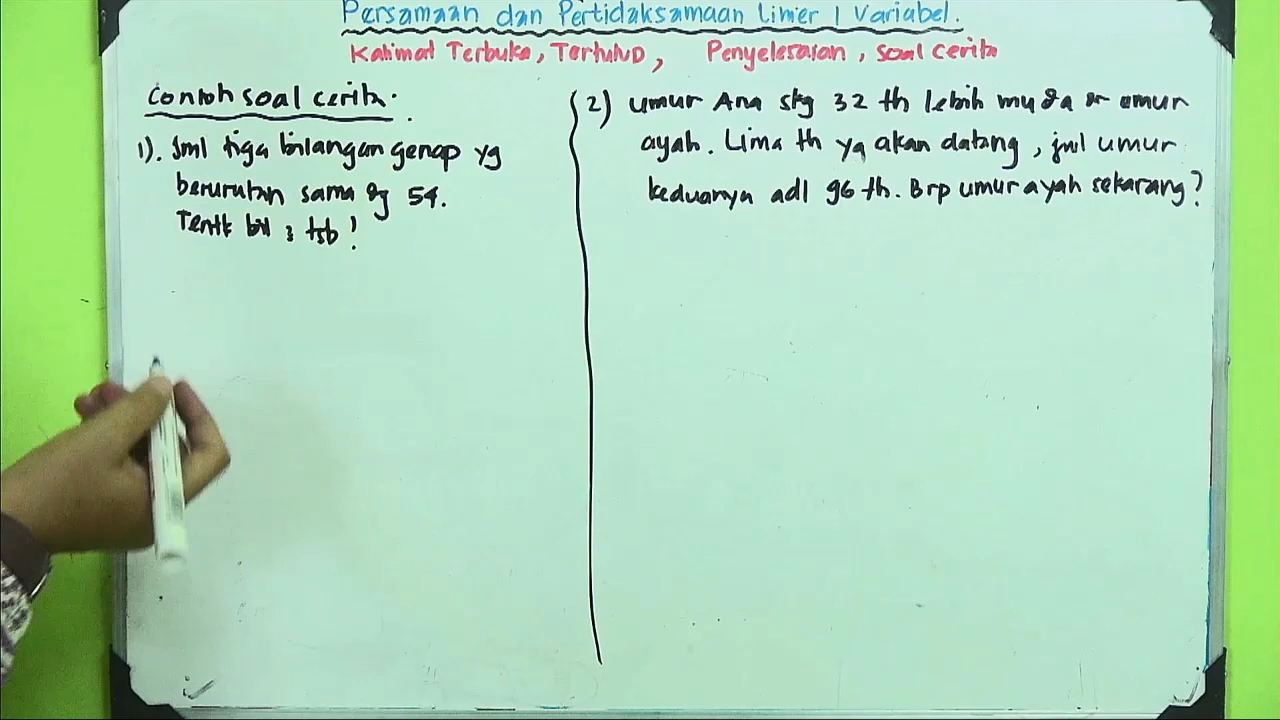 Persamaan dan Pertidaksamaan Linier 1 Variabel.
Kalimat Terbuka, Tertutup, Penyelesaian, Soal Cerita
Contoh soal cerita.
1). Jml tiga bilangan genap yg
berurutan sama dg 54.
Tentk bil 3 tsb!
2) Umur Ana skg 32 th lebih muda dr umur
ayah. Lima th yg akan datang, jml umur
keduanya adl 96 th. Brp umur ayah sekarang?